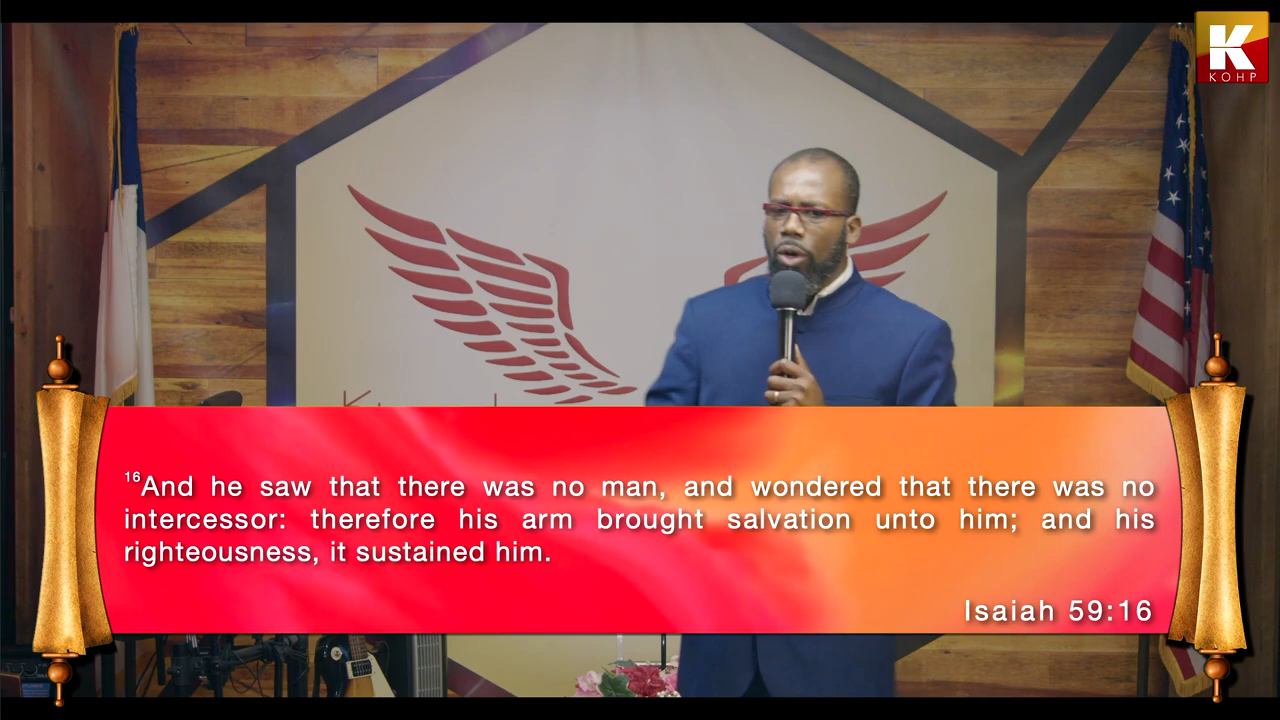 K
KOHP
¹⁶And he saw that there was no man, and wondered that there was no
intercessor: therefore his arm brought salvation unto him; and his
righteousness, it sustained him.
Isaiah 59:16